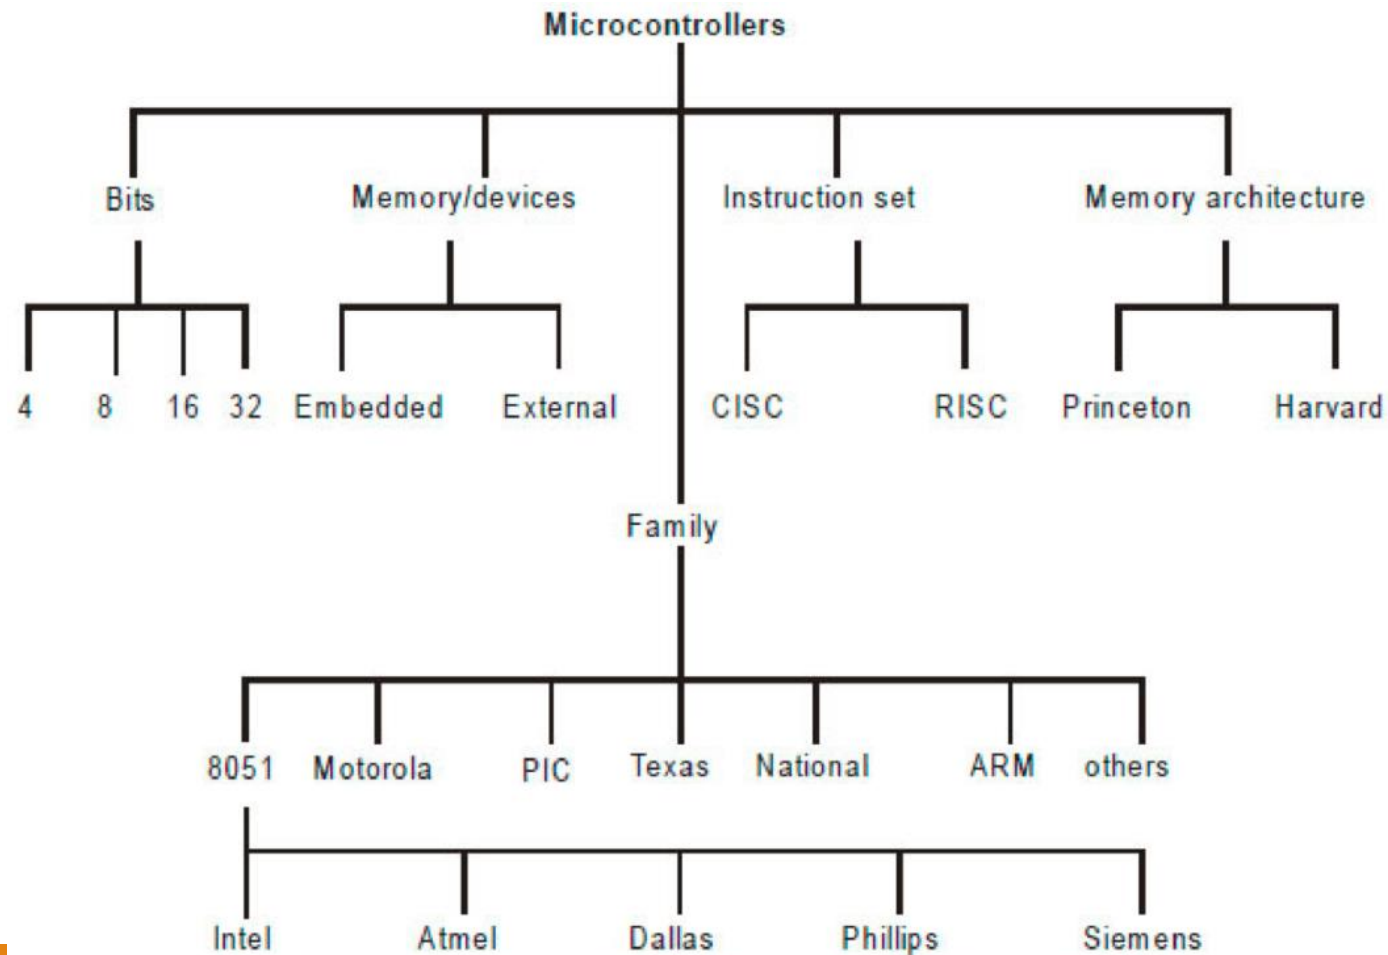 Microcontrollers
Bits Memory/devices Instruction set Memory architecture
4 8 16 32 Embedded External CISC RISC Princeton Harvard
Family
8051 Motorola PIC Texas National ARM others
Intel Atmel Dallas Phillips Siemens